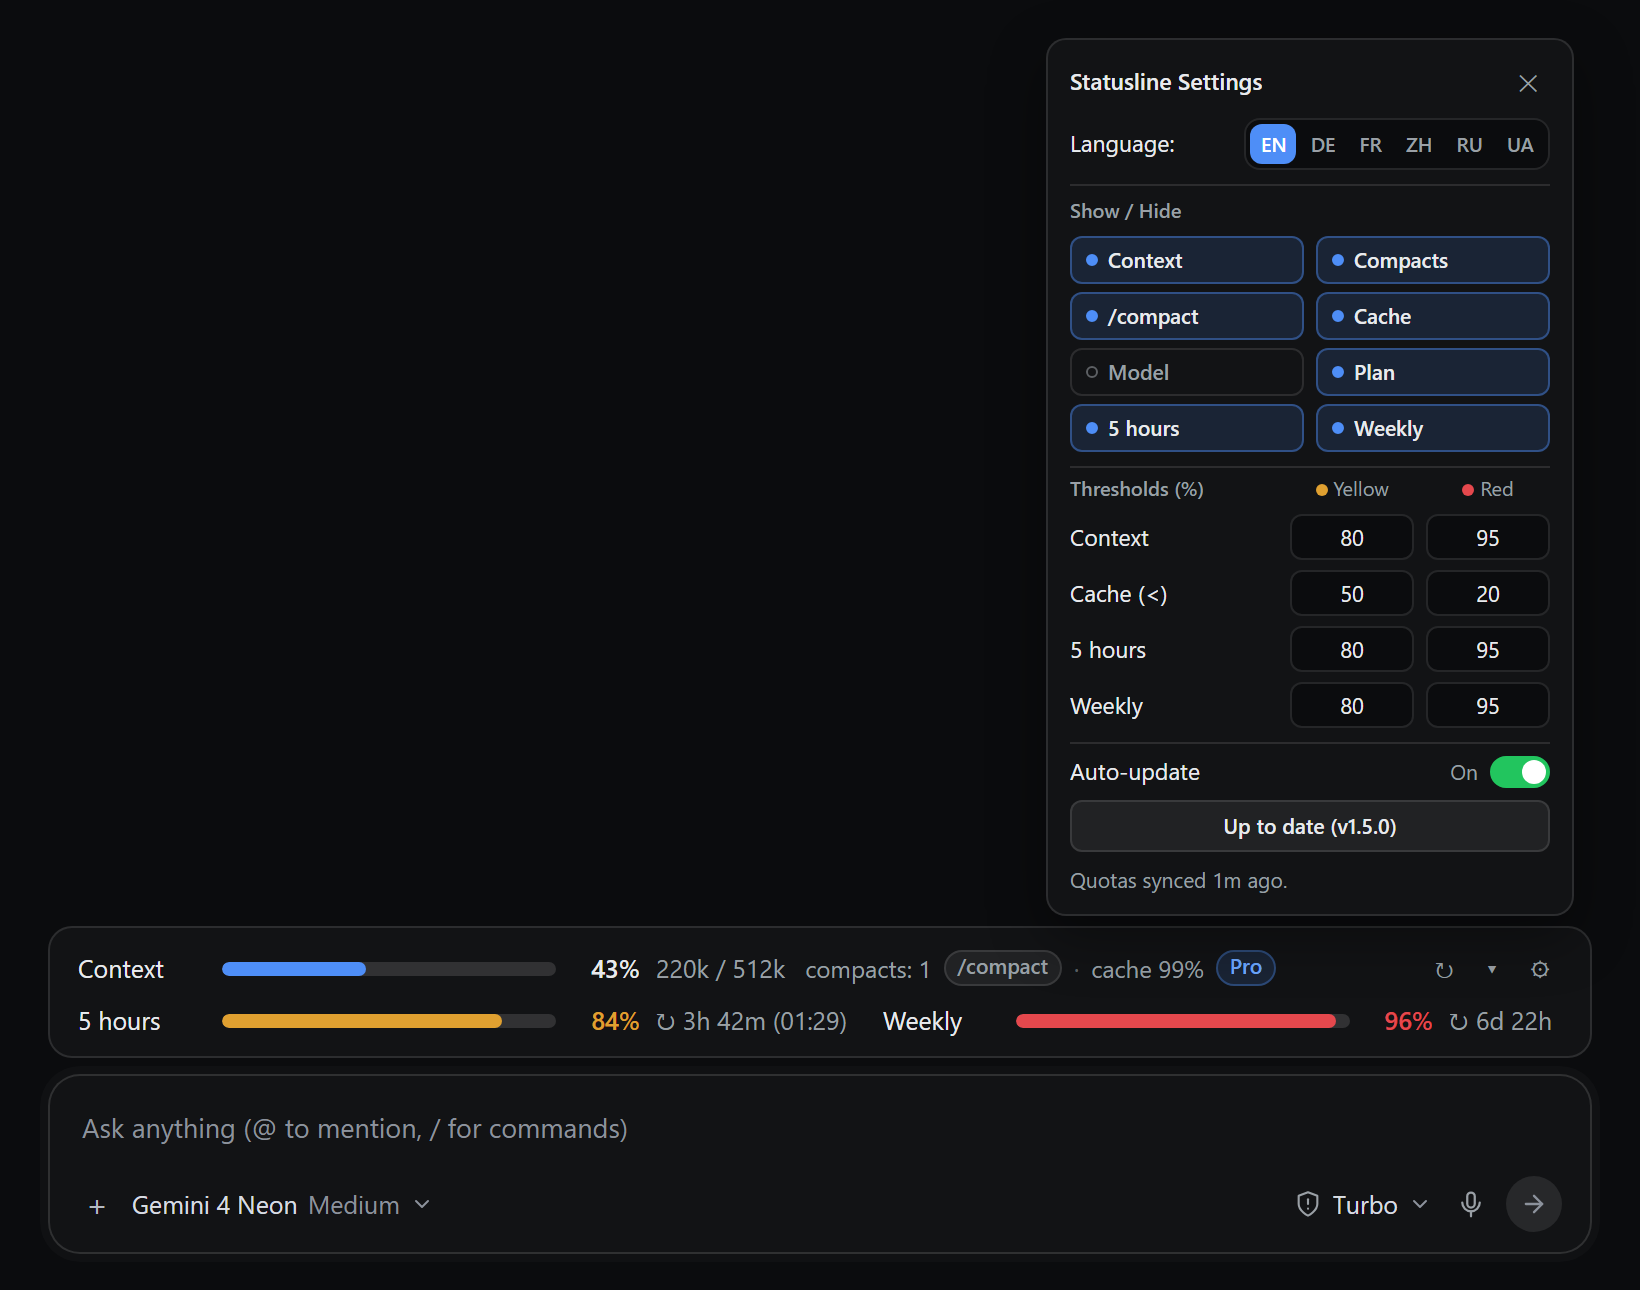 Statusline Settings
Language: EN DE FR ZH RU UA
Show / Hide
Context Compacts
/compact Cache
Model Plan
5 hours Weekly
Thresholds (%) Yellow Red
Context 80 95
Cache (<) 50 20
5 hours 80 95
Weekly 80 95
Auto-update On
Up to date (v1.5.0)
Quotas synced 1m ago.
Context 43% 220k / 512k compacts: 1 /compact · cache 99% Pro
5 hours 84% ↻ 3h 42m (01:29) Weekly 96% ↻ 6d 22h
Ask anything (@ to mention, / for commands)
+ Gemini 4 Neon Medium Turbo